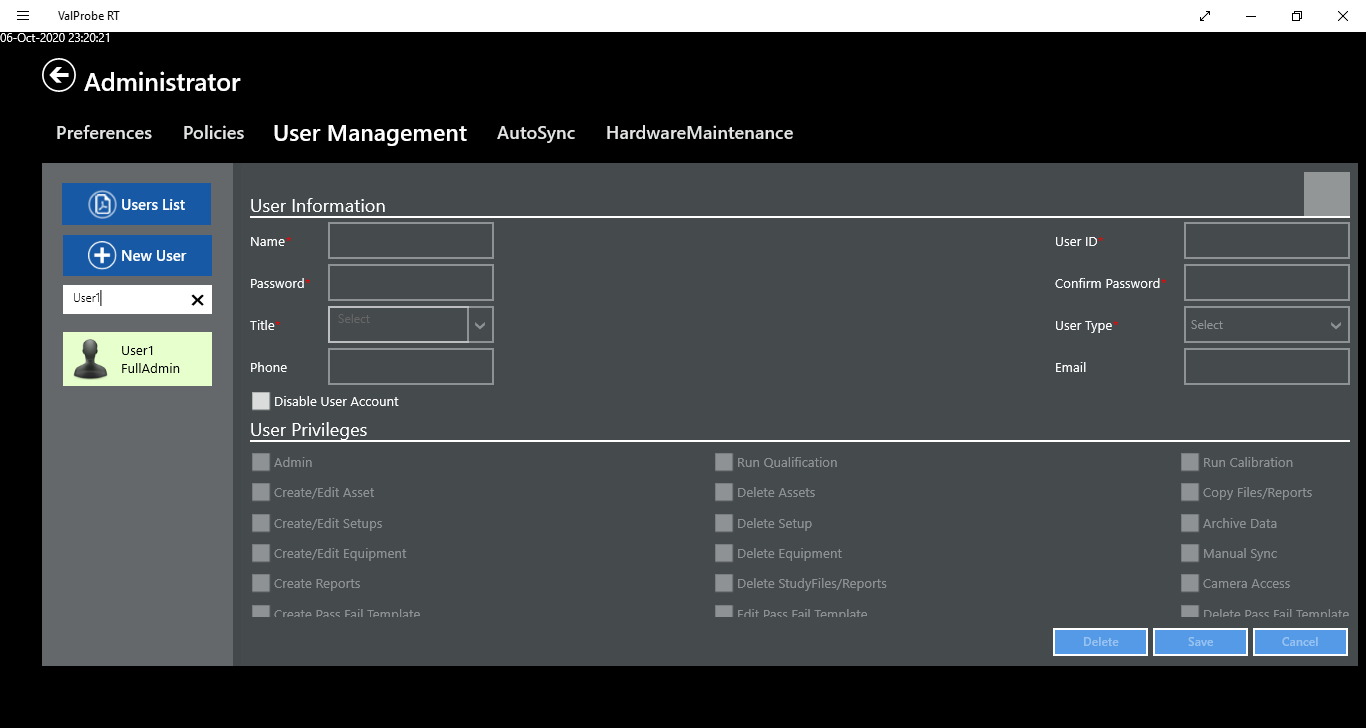 ValProbe RT
06-Oct-2020 23:20:21
Administrator
Preferences Policies User Management AutoSync HardwareMaintenance
Users List
New User
User1
User1
FullAdmin
User Information
Name* User ID*
Password* Confirm Password*
Title* Select User Type* Select
Phone Email
Disable User Account
User Privileges
Admin Run Qualification Run Calibration
Create/Edit Asset Delete Assets Copy Files/Reports
Create/Edit Setups Delete Setup Archive Data
Create/Edit Equipment Delete Equipment Manual Sync
Create Reports Delete StudyFiles/Reports Camera Access
Create Pass Fail Template Edit Pass Fail Template Delete Pass Fail Template
Delete Save Cancel